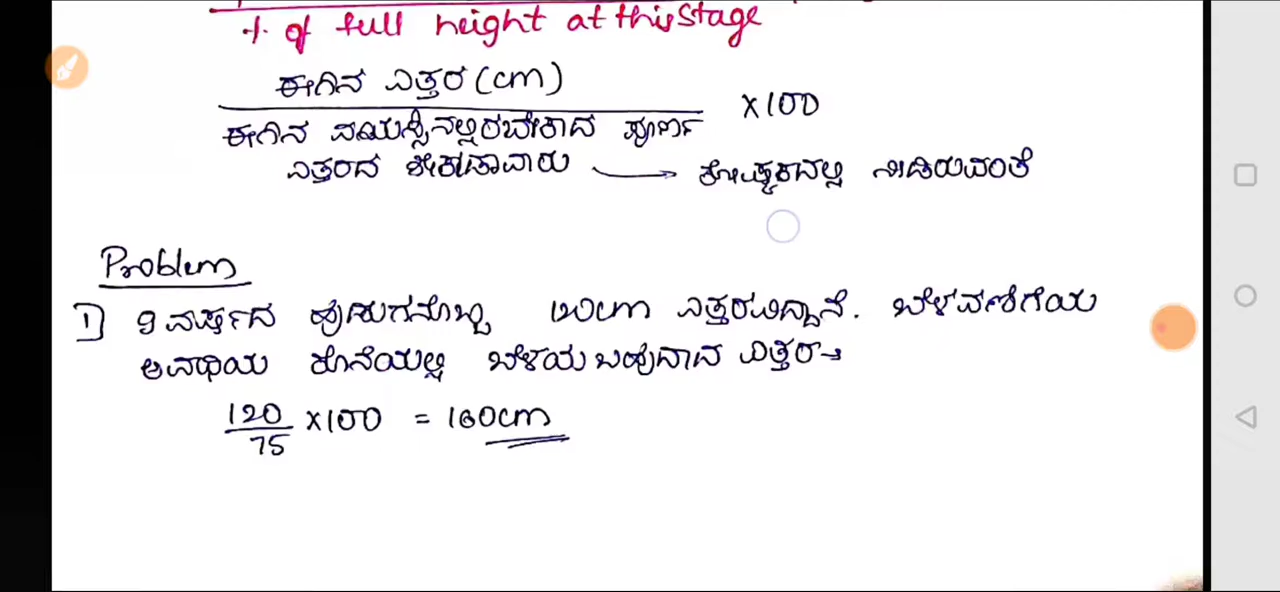 % of full height at this stage
ಈಗಿನ ಎತ್ತರ (cm)
ಈಗಿನ ವಯಸ್ಸಿನಲ್ಲಿರಬೇಕಾದ ಪೂರ್ಣ ×100
ಎತ್ತರದ ಶೇಕಡಾವಾರು → ಕೋಷ್ಟಕದಲ್ಲಿ ನೀಡಿರುವಂತೆ
Problem
1) 9 ವರ್ಷದ ಹುಡುಗನೊಬ್ಬ ಎತ್ತರವಿದ್ದಾನೆ. ಬೆಳವಣಿಗೆಯ
ಅವಧಿಯ ಕೊನೆಯಲ್ಲಿ ಬೆಳೆಯಬಹುದಾದ ಎತ್ತರ→
120/75 ×100 = 160cm